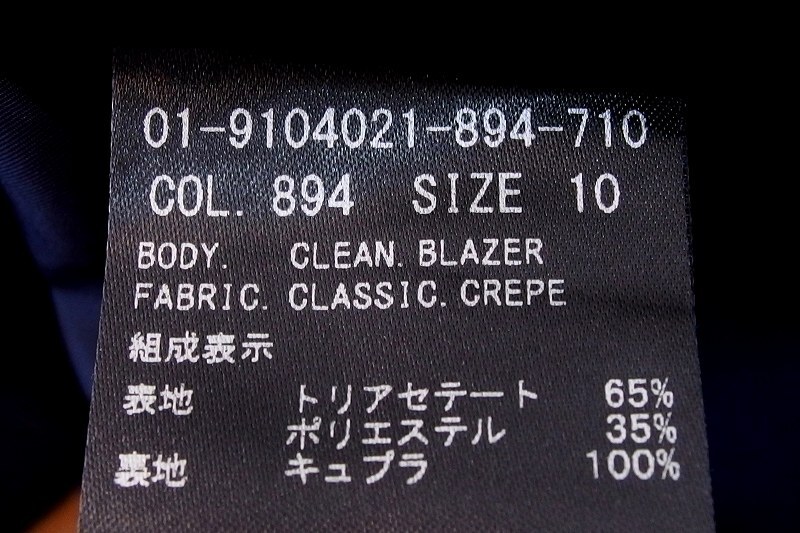 01-9104021-894-710
COL. 894 SIZE 10
BODY. CLEAN. BLAZER
FABRIC. CLASSIC. CREPE
組成表示
表地 トリアセテート 65%
ポリエステル 35%
裏地 キュプラ 100%